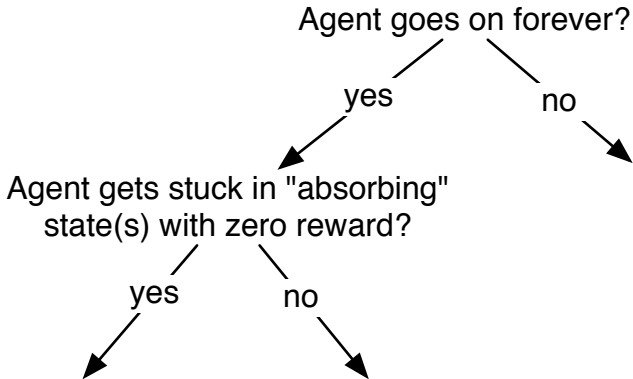 Agent goes on forever?
yes
no
Agent gets stuck in "absorbing"
state(s) with zero reward?
yes
no